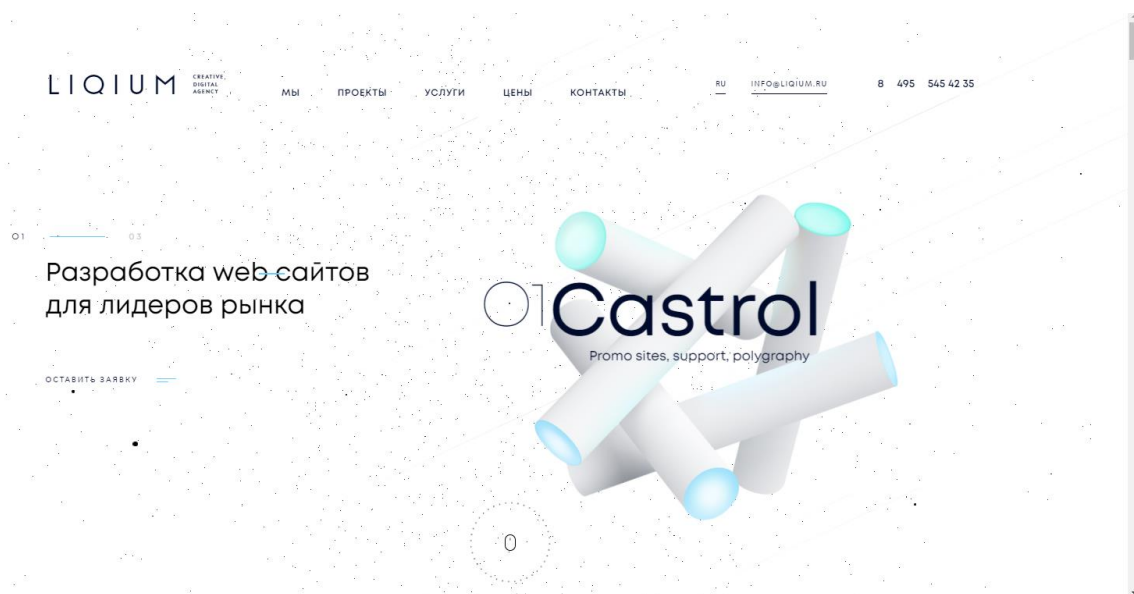 LIQIUM
CREATIVE
DIGITAL
AGENCY
МЫ ПРОЕКТЫ УСЛУГИ ЦЕНЫ КОНТАКТЫ
RU INFO@LIQIUM.RU 8 495 545 42 35
01 03
Разработка web-сайтов
для лидеров рынка
ОСТАВИТЬ ЗАЯВКУ
01 Castrol
Promo sites, support, polygraphy